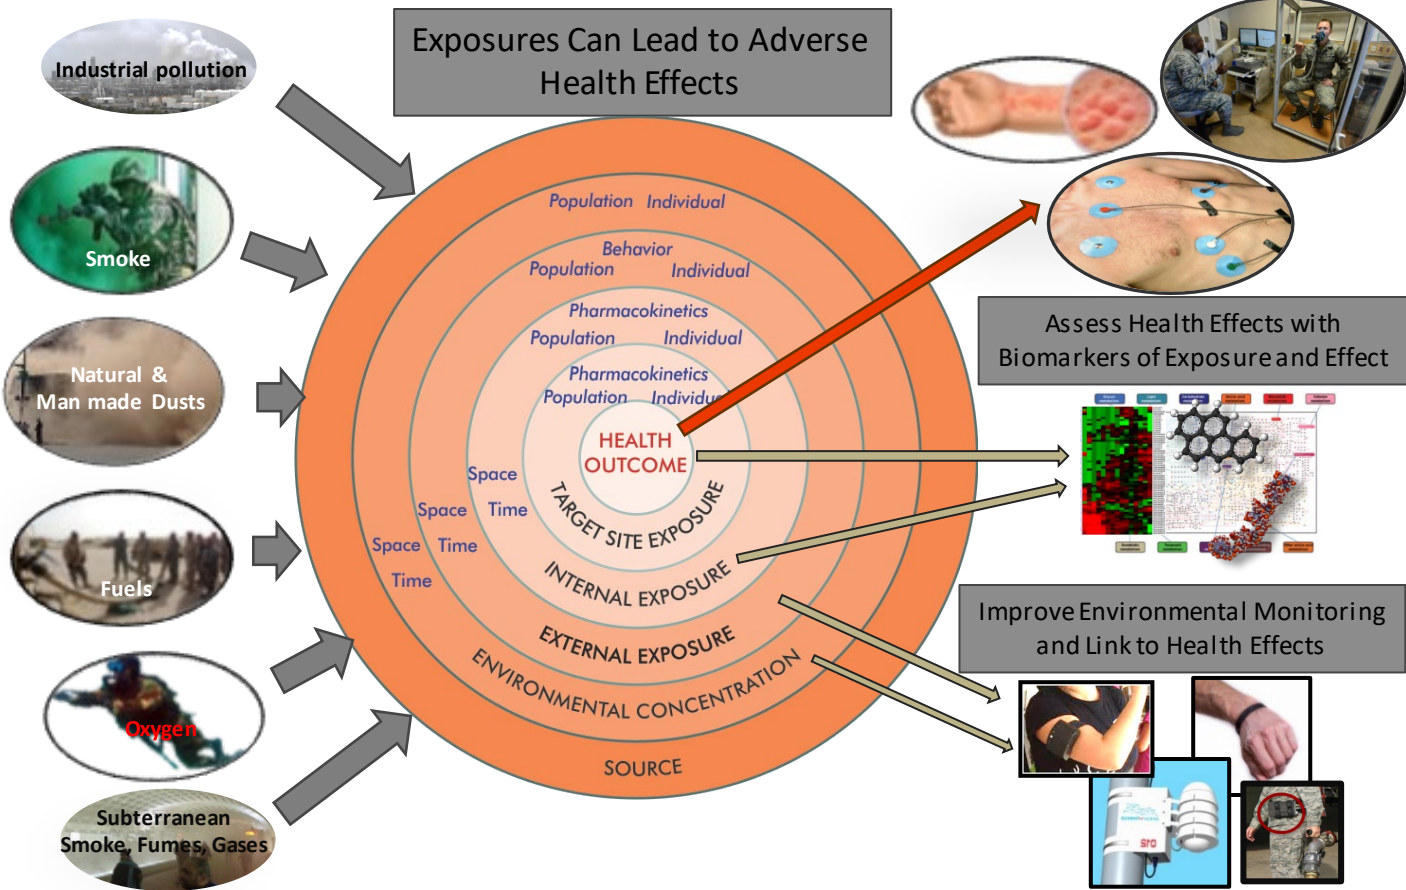 Exposures Can Lead to Adverse
Health Effects
Industrial pollution
Smoke
Natural &
Man made Dusts
Fuels
Oxygen
Subterranean
Smoke, Fumes, Gases
Population Individual
Behavior
Population Individual
Pharmacokinetics
Population Individual
Pharmacokinetics
Population Individual
HEALTH
OUTCOME
Space
Time
Space
Time
Space
Time
TARGET SITE EXPOSURE
INTERNAL EXPOSURE
EXTERNAL EXPOSURE
ENVIRONMENTAL CONCENTRATION
SOURCE
Assess Health Effects with
Biomarkers of Exposure and Effect
Improve Environmental Monitoring
and Link to Health Effects